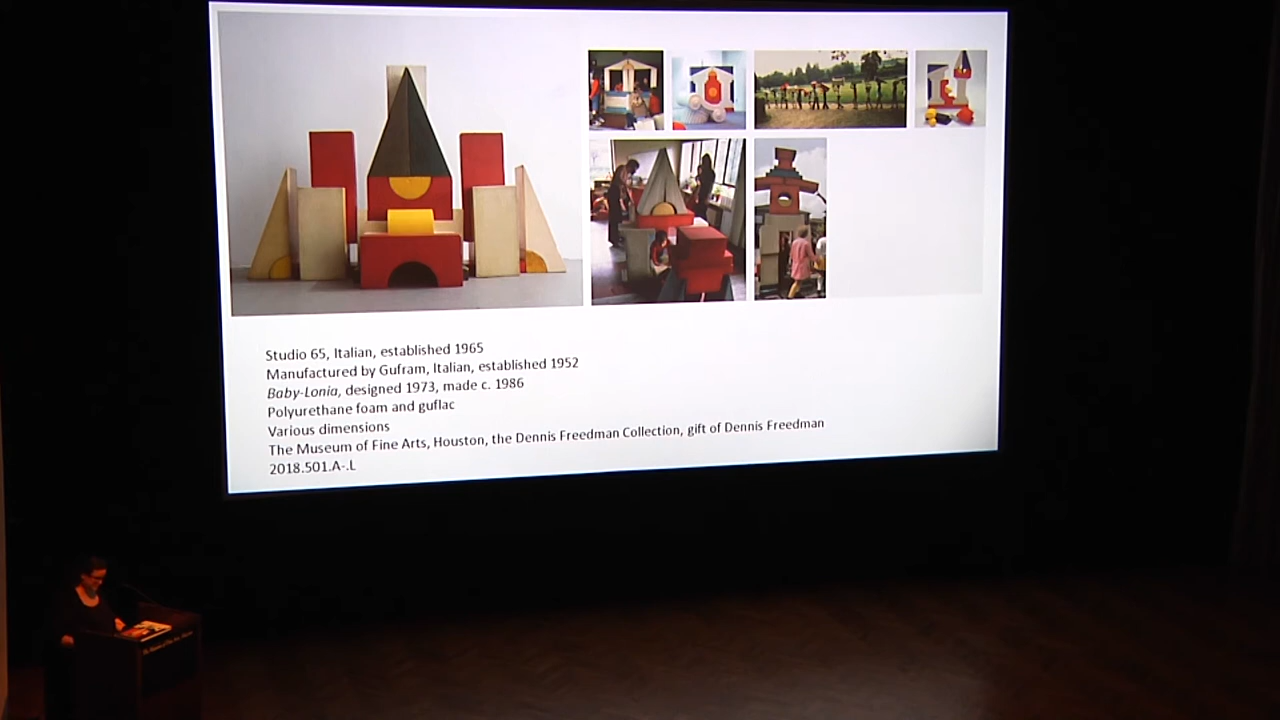 Studio 65, Italian, established 1965
Manufactured by Gufram, Italian, established 1952
Baby-Lonia, designed 1973, made c. 1986
Polyurethane foam and guflac
Various dimensions
The Museum of Fine Arts, Houston, the Dennis Freedman Collection, gift of Dennis Freedman
2018.501.A-.L